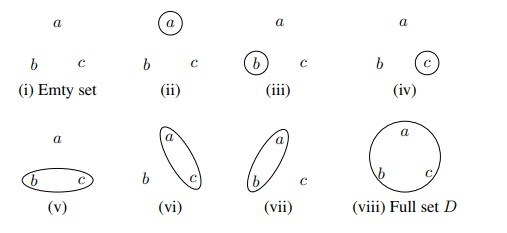 a a a a
b c b c b c b c
(i) Emty set (ii) (iii) (iv)
a a a a
b c b c b c b c
(v) (vi) (vii) (viii) Full set D